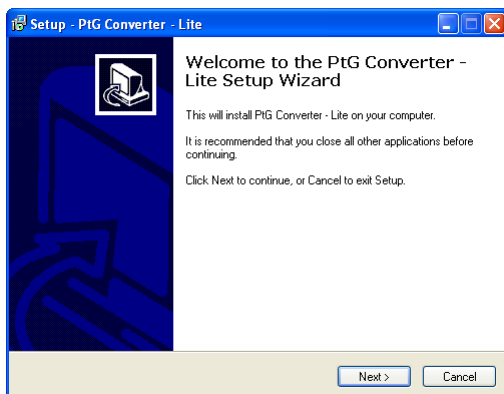 Setup - PtG Converter - Lite
Welcome to the PtG Converter -
Lite Setup Wizard
This will install PtG Converter - Lite on your computer.
It is recommended that you close all other applications before
continuing.
Click Next to continue, or Cancel to exit Setup.
Next > Cancel